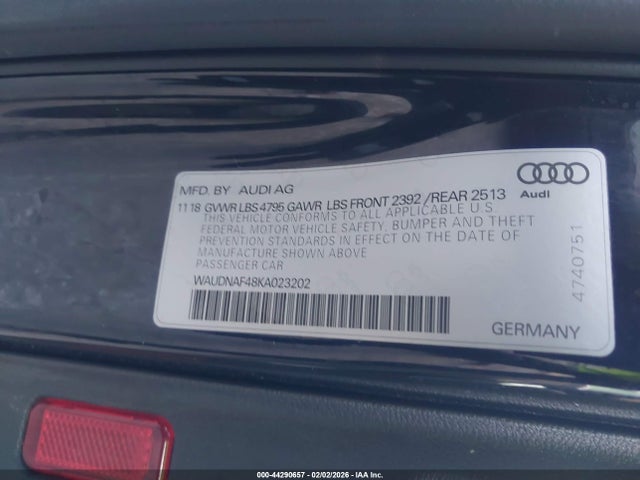 MFD. BY AUDI AG
11 18 GVWR LBS 4795 GAWR LBS FRONT 2392 /REAR 2513
THIS VEHICLE CONFORMS TO ALL APPLICABLE U.S
FEDERAL MOTOR VEHICLE SAFETY, BUMPER AND THEFT
PREVENTION STANDARDS IN EFFECT ON THE DATE OF
MANUFACTURE SHOWN ABOVE
PASSENGER CAR
WAUDNAF48KA023202
Audi
4740751
GERMANY
000-44290657 - 02/02/2026 - IAAC.